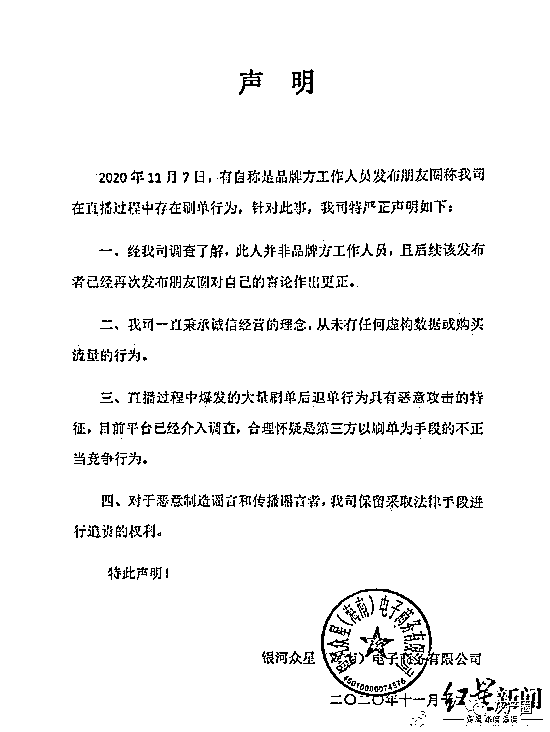 声 明
2020年11月7日，有自称是品牌方工作人员发布朋友圈称我司
在直播过程中存在刷单行为，针对此事，我司特严正声明如下：
一、经我司调查了解，此人并非品牌方工作人员，且后续该发布
者已经再次发布朋友圈对自己的言论作出更正。
二、我司一直秉承诚信经营的理念，从未有任何虚构数据或购买
流量的行为。
三、直播过程中爆发的大量刷单后退单行为具有恶意攻击的特
征，目前平台已经介入调查，合理怀疑是第三方以刷单为手段的不正
当竞争行为。
四、对于恶意制造谣言和传播谣言者，我司保留采取法律手段进
行追责的权利。
特此声明！
银河众星（海南）电子商务有限公司
银河众星 ）电子商务有限公司
二〇二〇年十一月
红星新闻